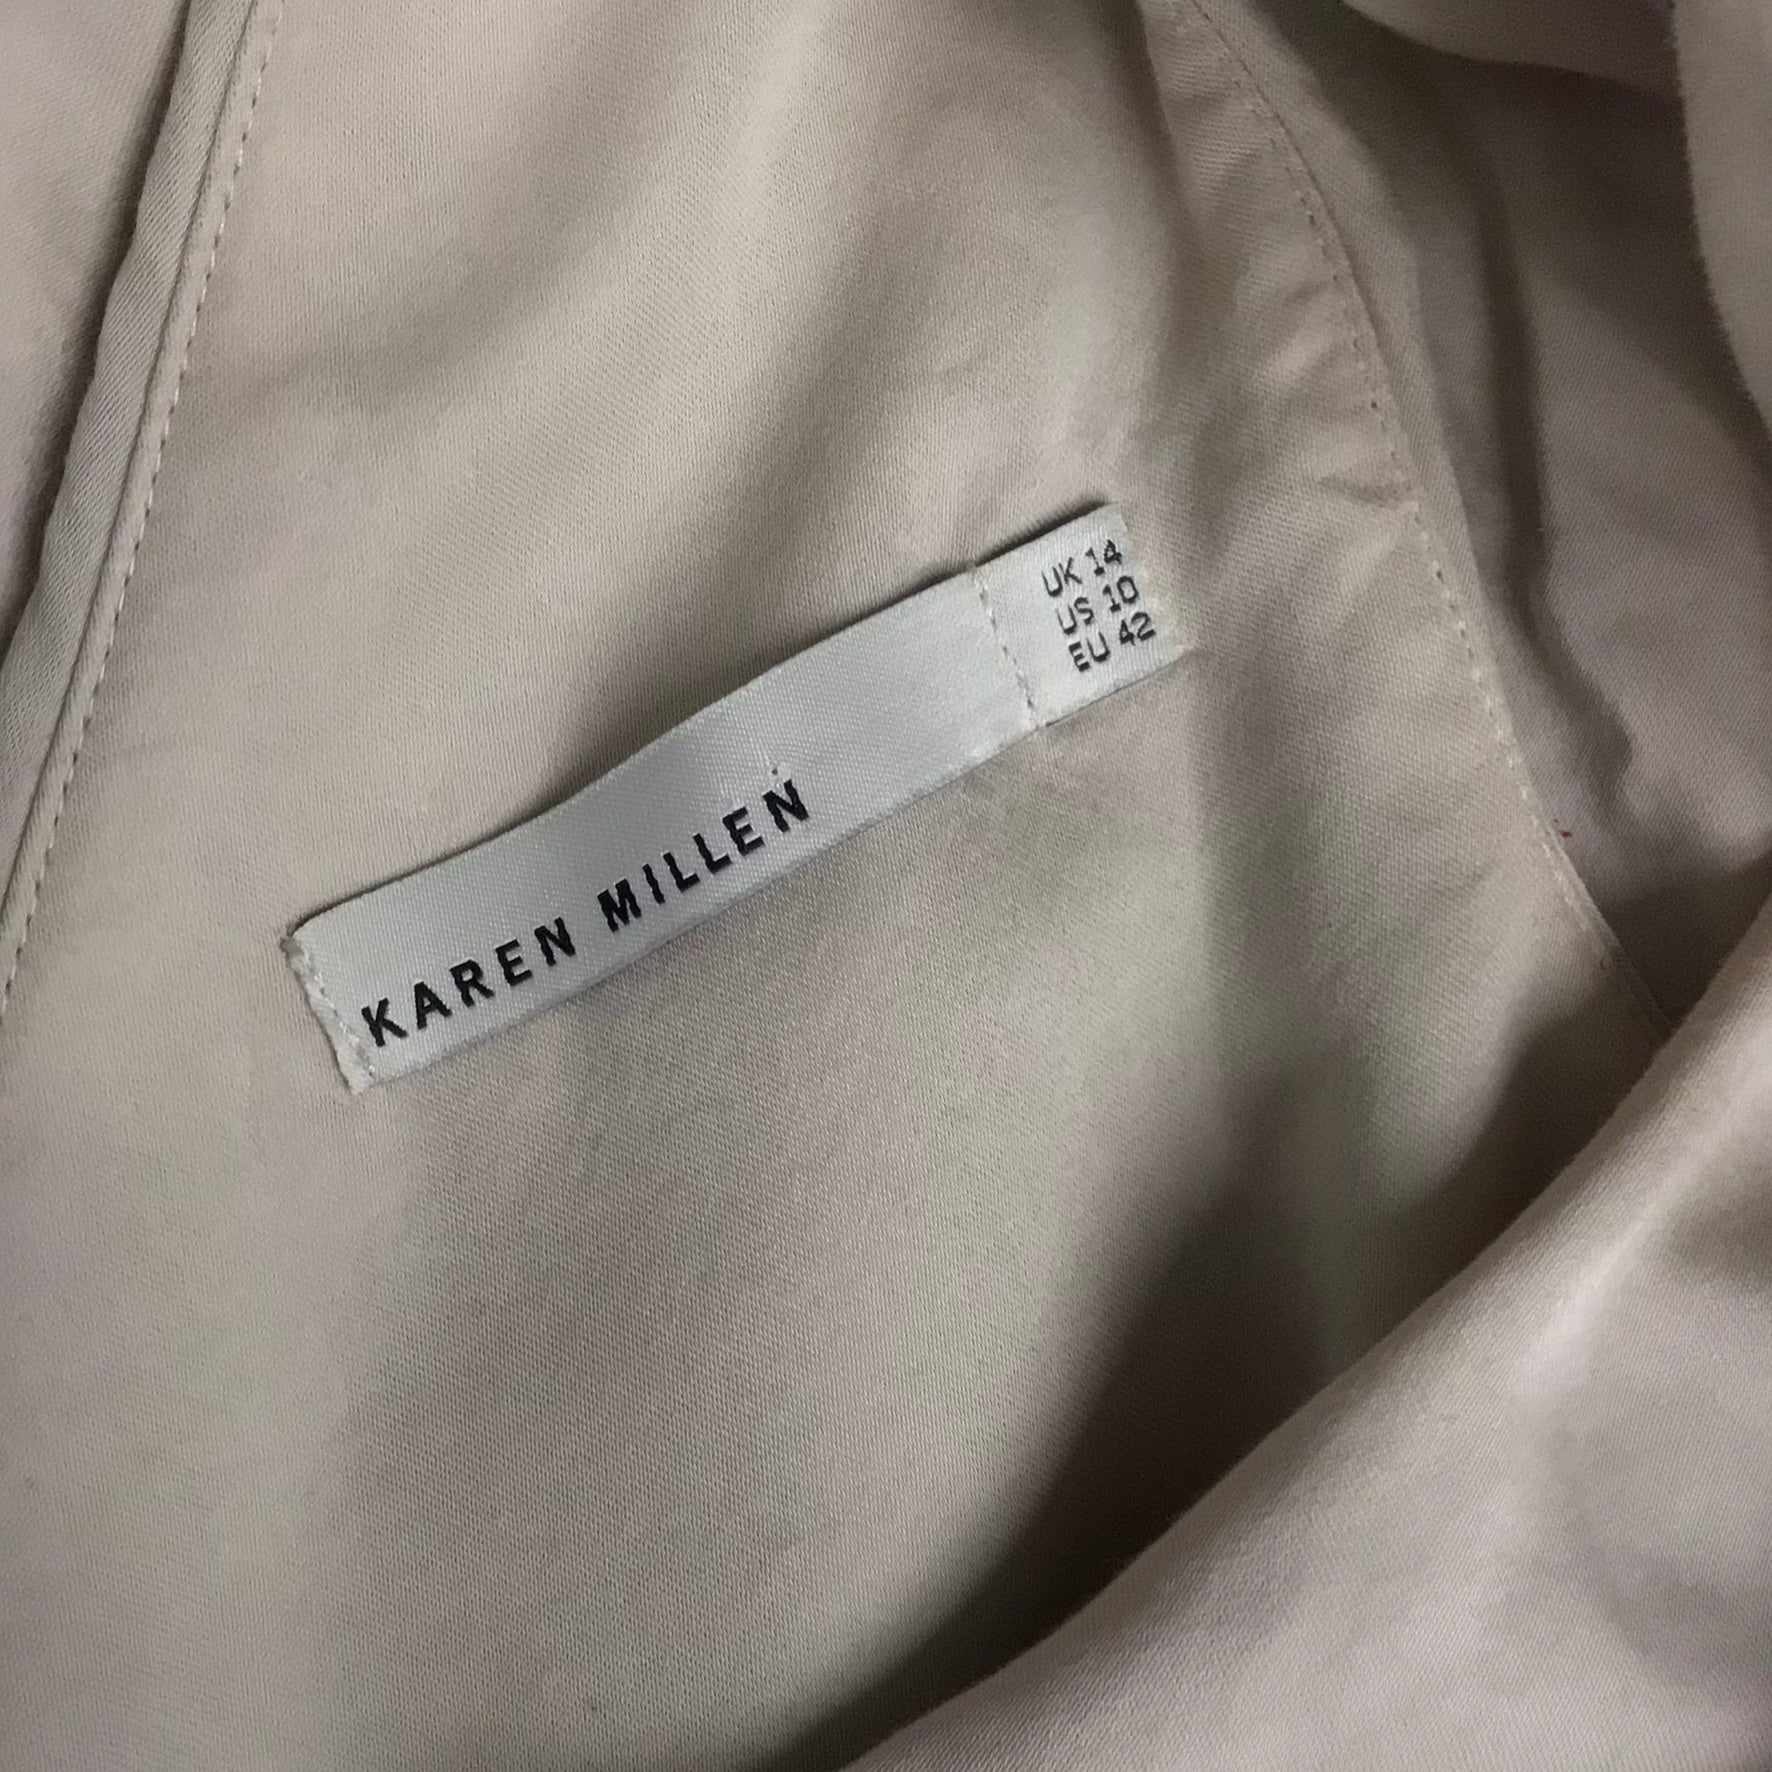 KAREN MILLEN
UK 14
US 10
EU 42